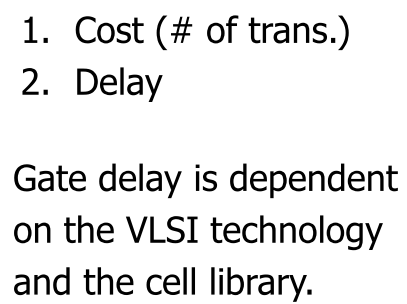 1. Cost (# of trans.)
2. Delay
Gate delay is dependent
on the VLSI technology
and the cell library.